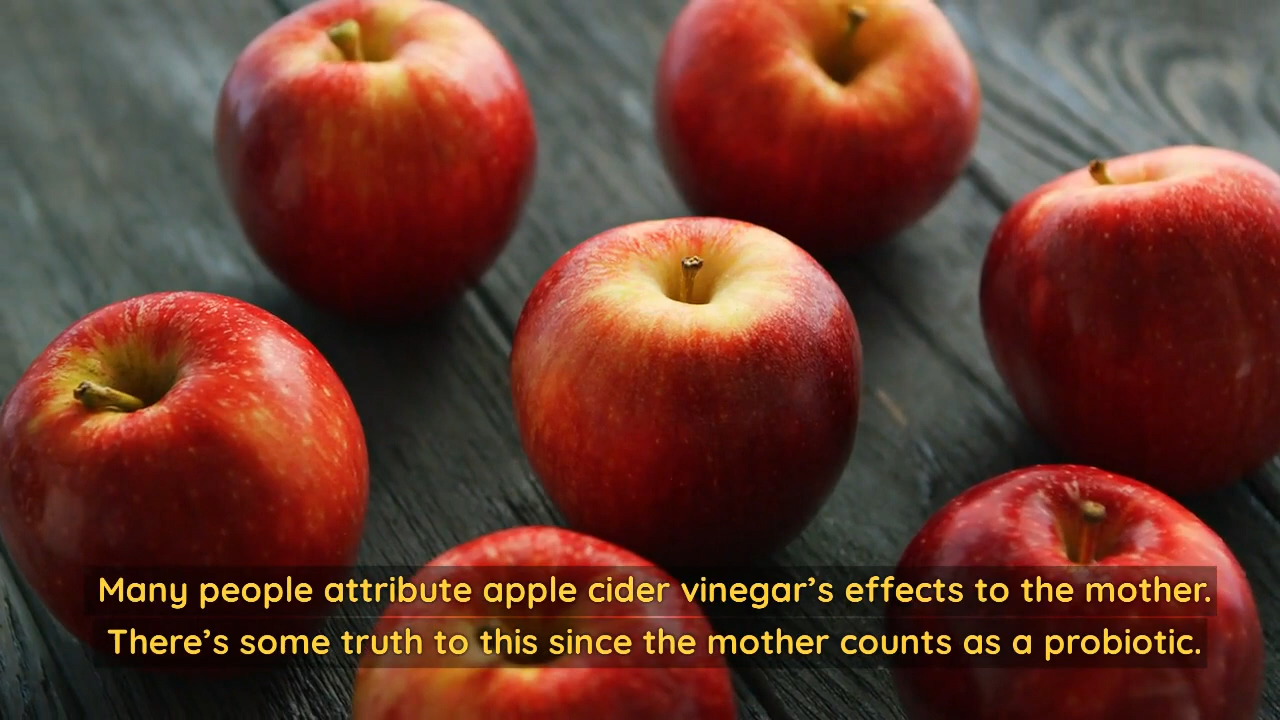 Many people attribute apple cider vinegar’s effects to the mother.
There’s some truth to this since the mother counts as a probiotic.